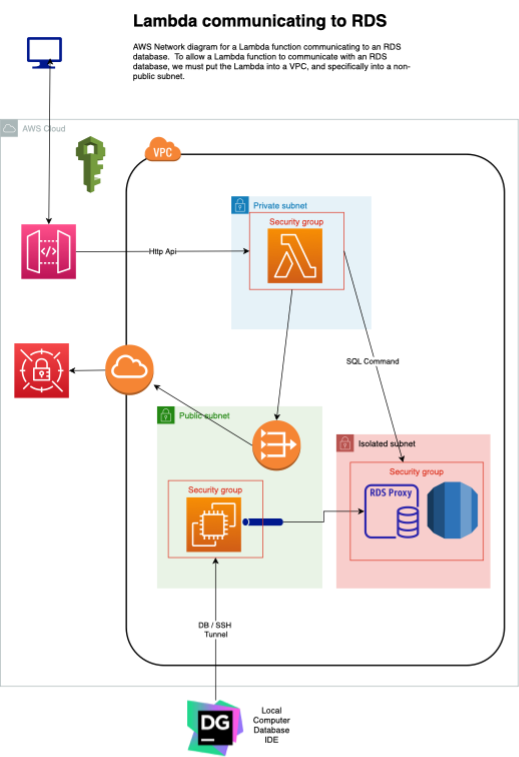 Lambda communicating to RDS
AWS Network diagram for a Lambda function communicating to an RDS
database. To allow a Lambda function to communicate with an RDS
database, we must put the Lambda into a VPC, and specifically into a non-
public subnet.
AWS Cloud
VPC
Private subnet
Security group
</>
Http Api
SQL Command
Public subnet
Isolated subnet
Security group
RDS Proxy
Security group
DB / SSH
Tunnel
DG
Local
Computer
Database
IDE